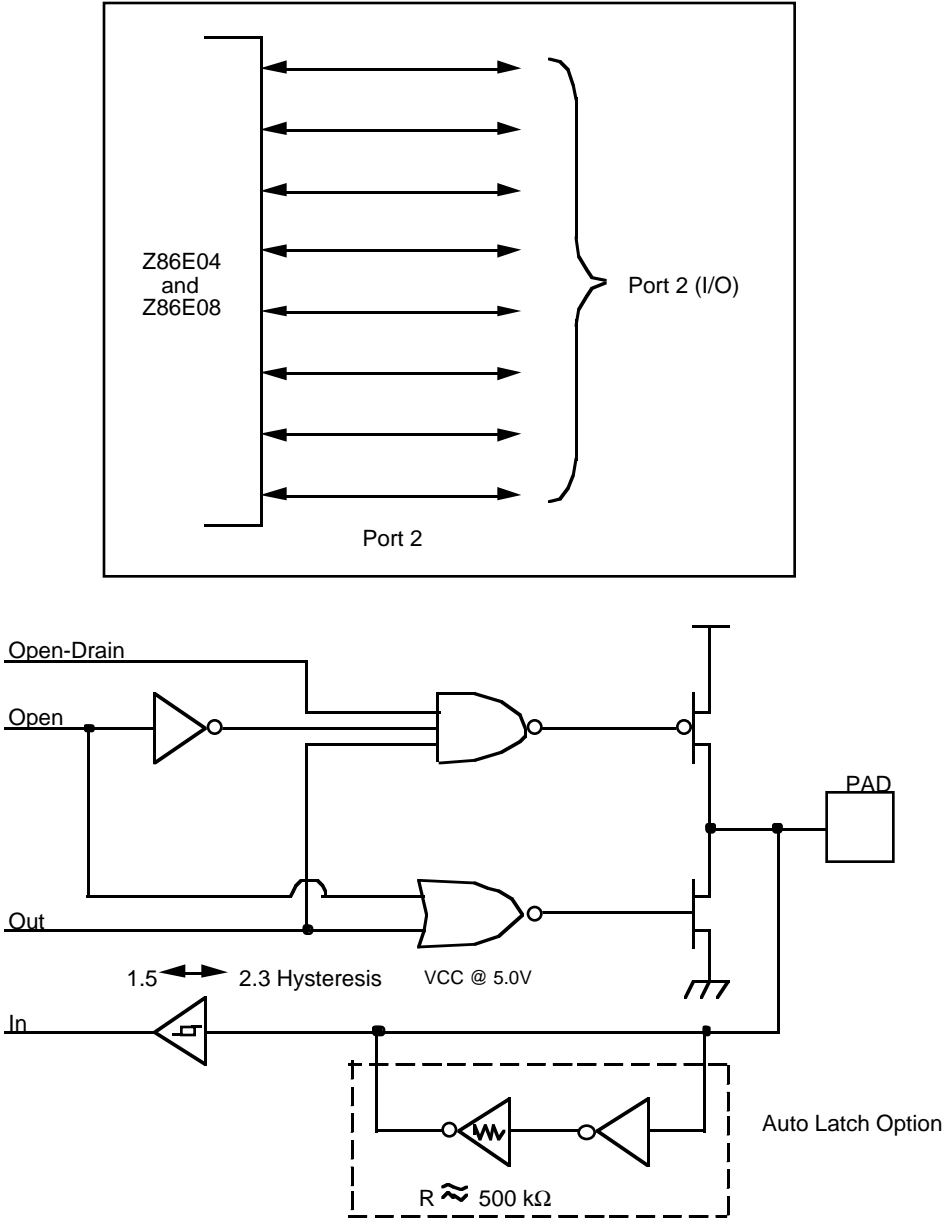 Z86E04
and
Z86E08
Port 2 (I/O)
Port 2
Open-Drain
Open
PAD
Out
1.5 2.3 Hysteresis VCC @ 5.0V
In
Auto Latch Option
R ≈ 500 kΩ